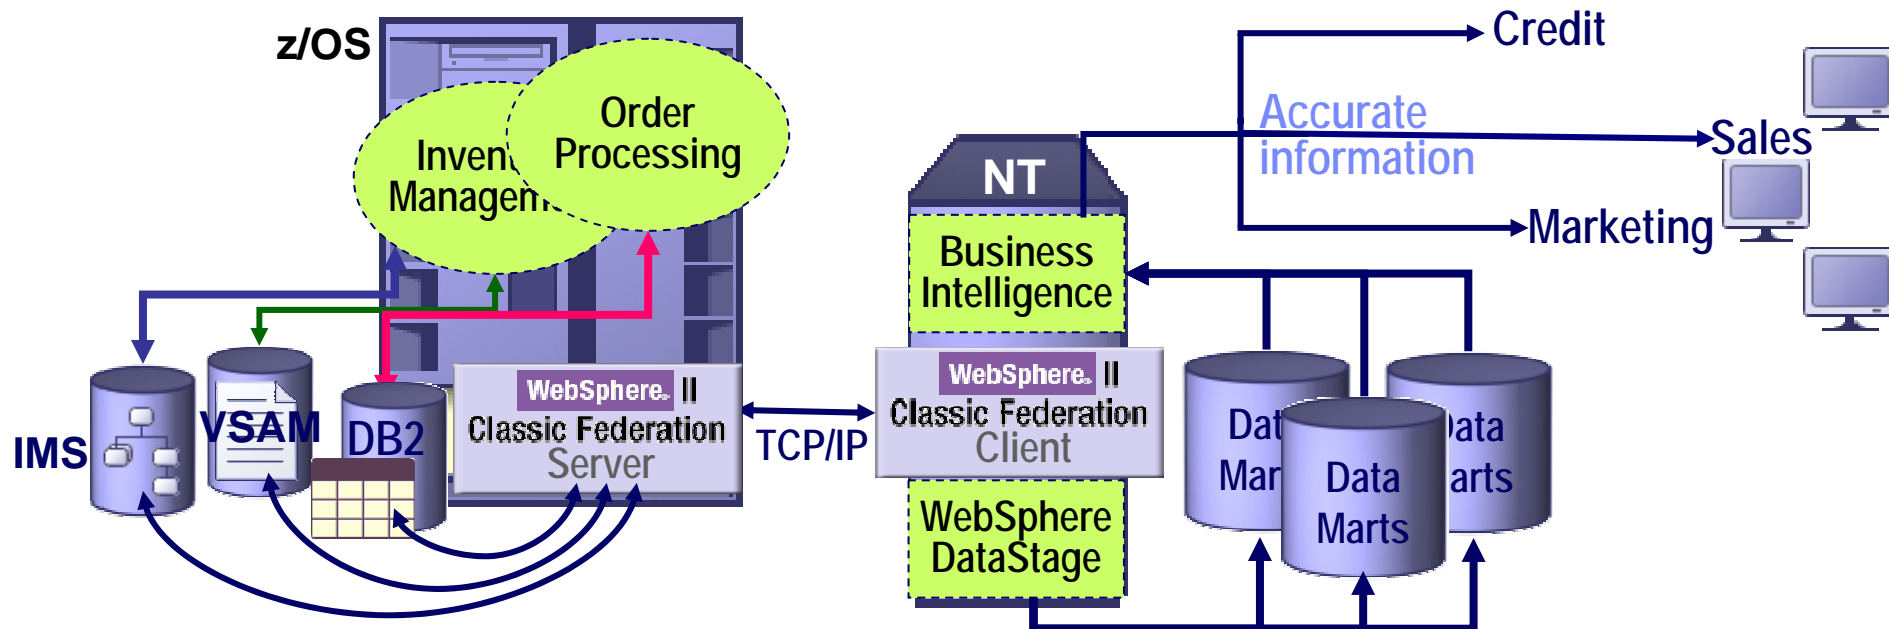 z/OS
Order
Processing
Inven
Managem
IMS
VSAM
DB2
WebSphere® II
Classic Federation
Server
TCP/IP
NT
Business
Intelligence
WebSphere® II
Classic Federation
Client
WebSphere
DataStage
Credit
Accurate
information
Sales
Marketing
Dat
Mar
Data
Marts
ata
arts